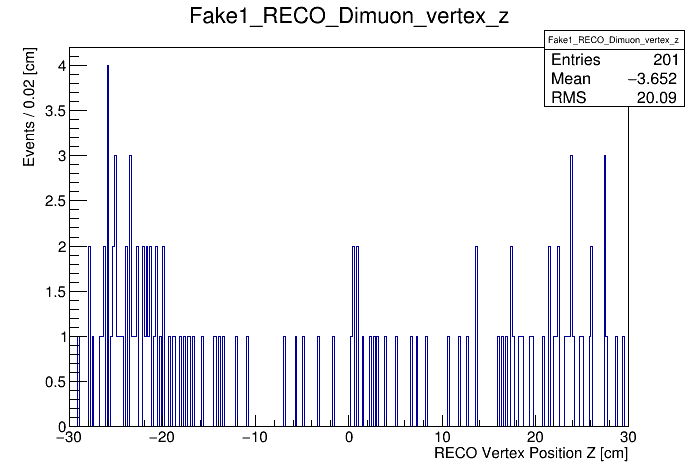 Fake1_RECO_Dimuon_vertex_z
Fake1_RECO_Dimuon_vertex_z
Entries 201
Mean −3.652
RMS 20.09
Events / 0.02 [cm]
4
3.5
3
2.5
2
1.5
1
0.5
0
−30 −20 −10 0 10 20 30
RECO Vertex Position Z [cm]